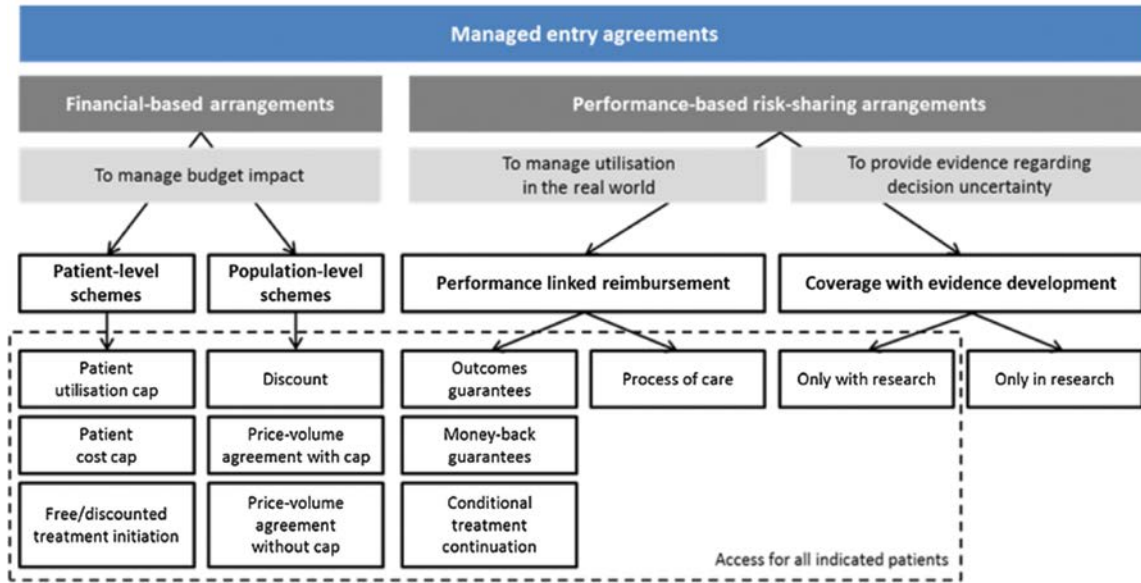 Managed entry agreements
Financial-based arrangements
Performance-based risk-sharing arrangements
To manage budget impact
To manage utilisation
in the real world
To provide evidence regarding
decision uncertainty
Patient-level
schemes
Population-level
schemes
Performance linked reimbursement
Coverage with evidence development
Patient
utilisation cap
Discount
Outcomes
guarantees
Process of care
Only with research
Only in research
Patient
cost cap
Price-volume
agreement with cap
Money-back
guarantees
Free/discounted
treatment initiation
Price-volume
agreement
without cap
Conditional
treatment
continuation
Access for all indicated patients